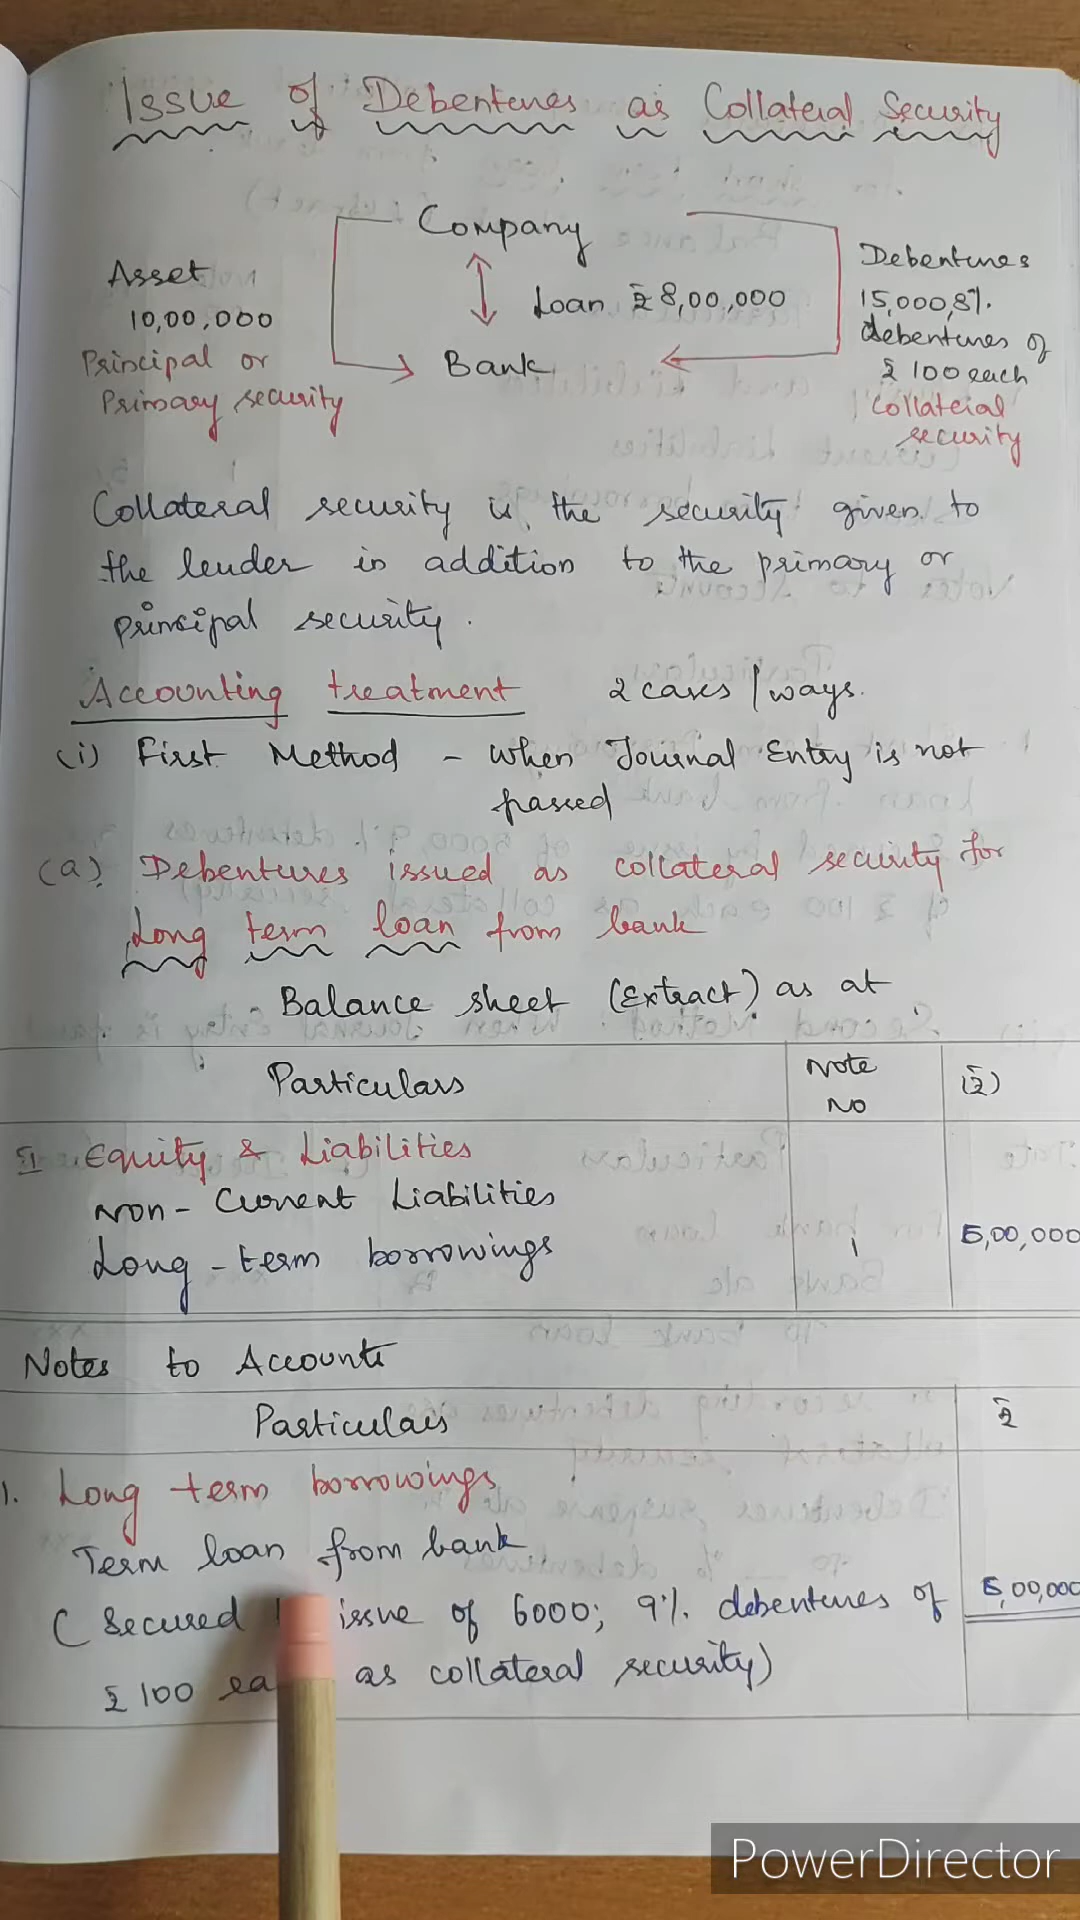 Issue of Debentures as Collateral Security
Company
Asset
10,00,000
Principal or
Primary security
Loan ₹ 8,00,000
Bank
Debentures
15,000, 8%
debentures of
₹ 100 each
Collateral
security
Collateral security is the security given to
the lender in addition to the primary or
principal security.
Accounting treatment 2 cases / ways.
(i) First Method - When Journal Entry is not
passed
(a) Debentures issued as collateral security for
Long term loan from bank
Balance sheet (Extract) as at
Particulars Note No (₹)
I Equity & Liabilities
Non - Current Liabilities
Long - term borrowings 1 5,00,000
Notes to Accounts
Particulars ₹
1. Long term borrowings
Term loan from bank
(Secured issue of 6000; 9% debentures of 5,00,000
₹ 100 as collateral security)
PowerDirector